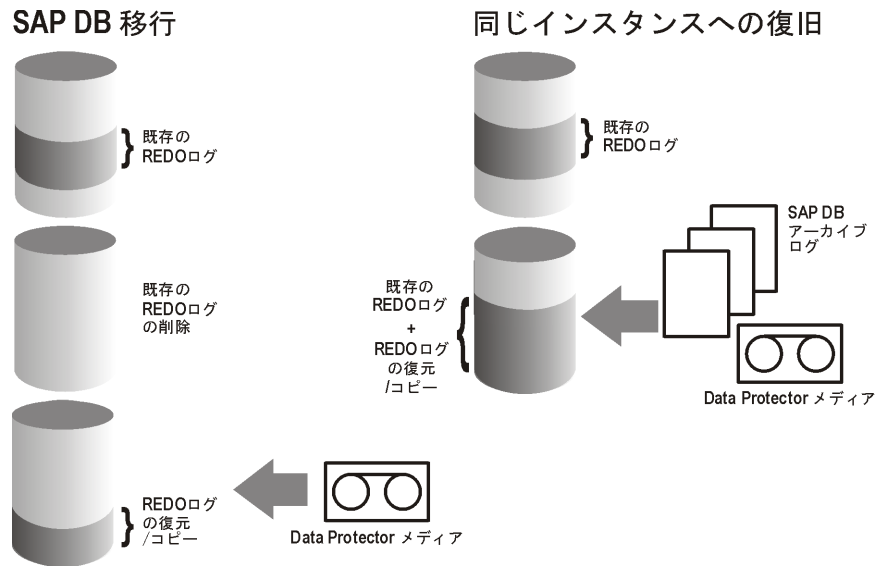 SAP DB 移行
既存の
REDOログ
既存の
REDOログ
の削除
REDOログ
の復元
/コピー
Data Protector メディア
同じインスタンスへの復旧
既存の
REDOログ
既存の
REDOログ
+
REDOログ
の復元
/コピー
SAP DB
アーカイブ
ログ
Data Protector メディア